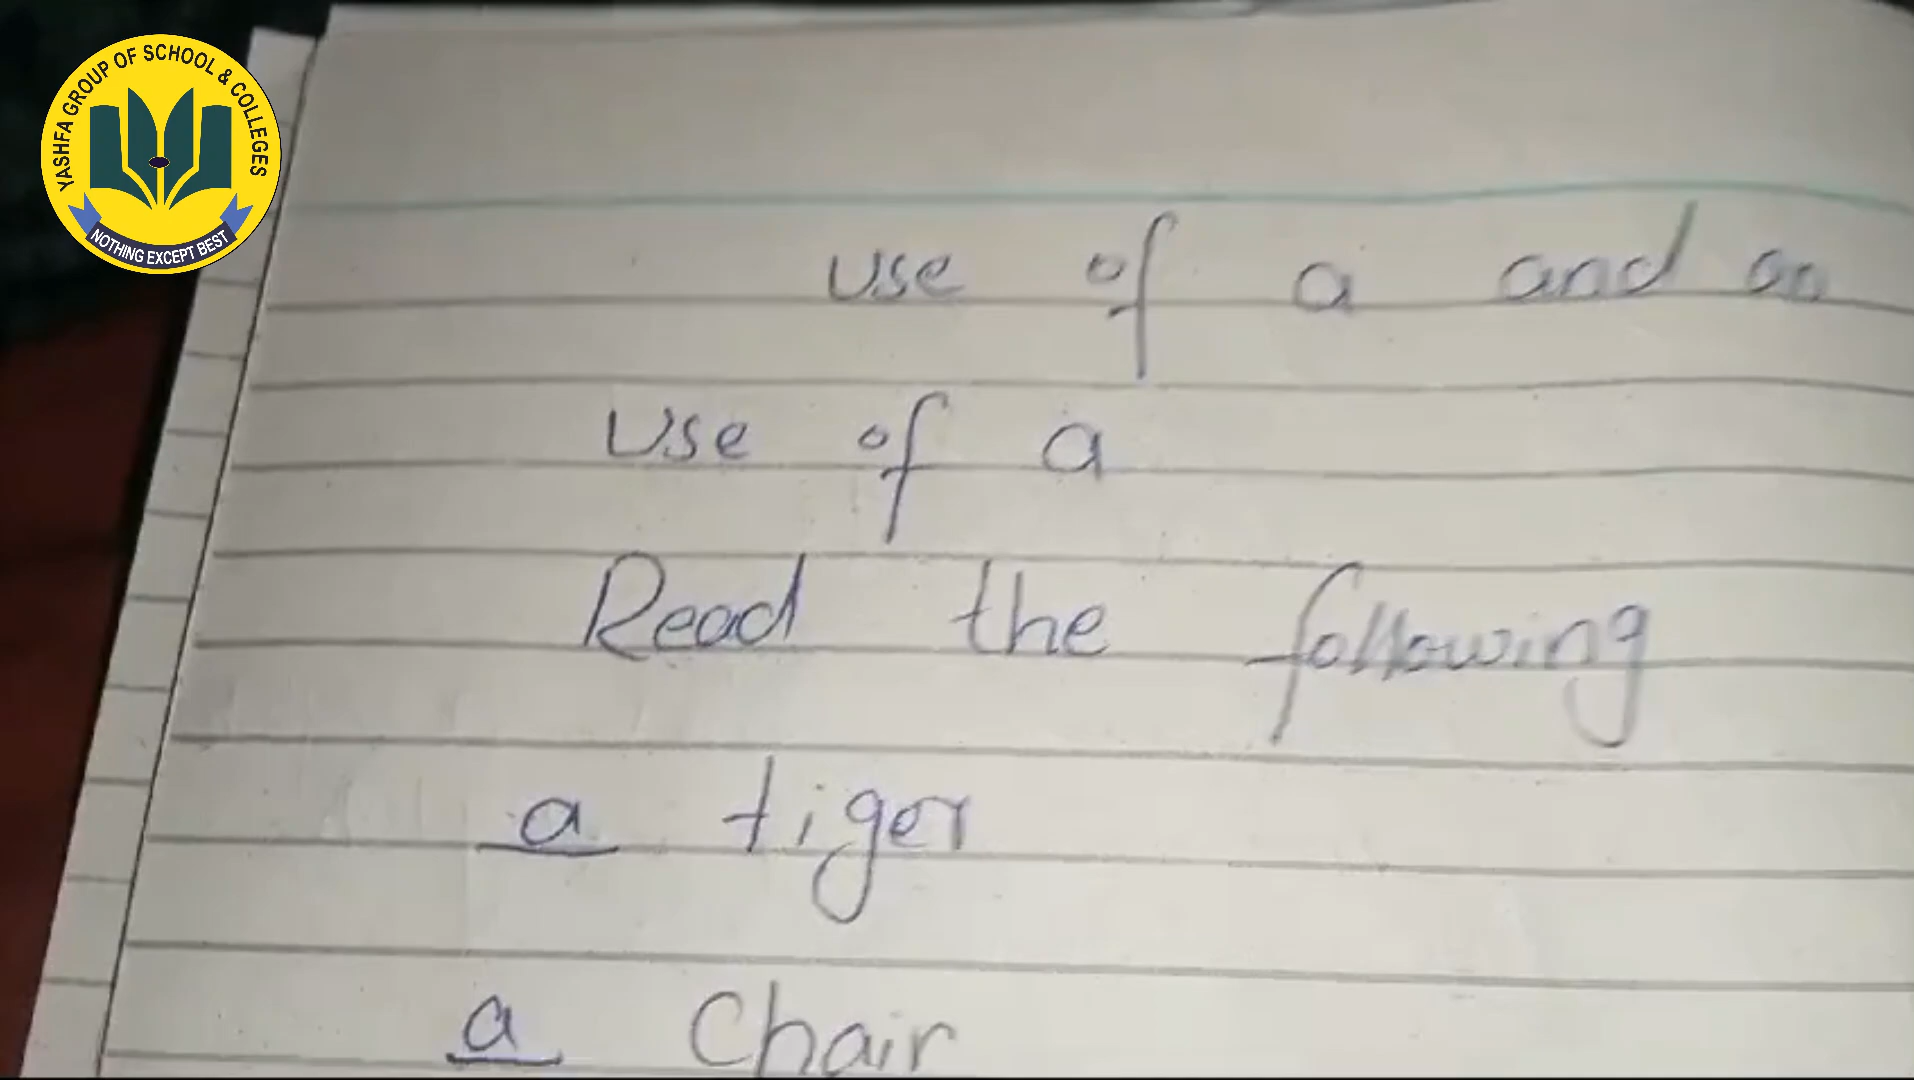 YASHFA GROUP OF SCHOOL & COLLEGES
NOTHING EXCEPT BEST
use of a and an
Use of a
Read the following
a tiger
a Chair